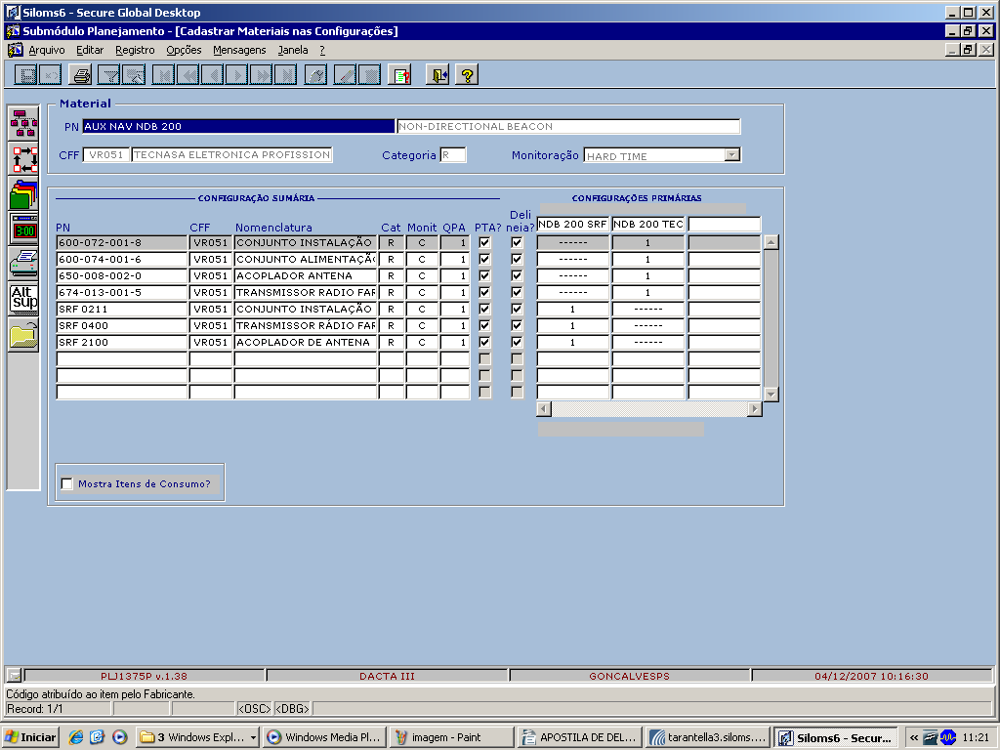 Siloms6 - Secure Global Desktop
Submódulo Planejamento - [Cadastrar Materiais nas Configurações]
Arquivo Editar Registro Opções Mensagens Janela ?
Material
PN AUX NAV NDB 200 NON-DIRECTIONAL BEACON
CFF VR051 TECNASA ELETRONICA PROFISSION Categoria R Monitoração HARD TIME
CONFIGURAÇÃO SUMÁRIA CONFIGURAÇÕES PRIMÁRIAS
PN CFF Nomenclatura Cat Monit QPA PTA? Deli neia? NDB 200 SRF NDB 200 TEC
600-072-001-8 VR051 CONJUNTO INSTALAÇÃO R C 1 ------ 1
600-074-001-6 VR051 CONJUNTO ALIMENTAÇÃO R C 1 ------ 1
650-008-002-0 VR051 ACOPLADOR ANTENA R C 1 ------ 1
674-013-001-5 VR051 TRANSMISSOR RADIO FAR R C 1 ------ 1
SRF 0211 VR051 CONJUNTO INSTALAÇÃO R C 1 1 ------
SRF 0400 VR051 TRANSMISSOR RÁDIO FAR R C 1 1 ------
SRF 2100 VR051 ACOPLADOR DE ANTENA R C 1 1 ------
3:00
Alt sup
Mostra Itens de Consumo?
PLJ1375P v.1.38 DACTA III GONCALVESPS 04/12/2007 10:16:30
Código atribuído ao item pelo Fabricante.
Record: 1/1 <OSC> <DBG>
Iniciar 3 Windows Expl... Windows Media Pl... imagem - Paint APOSTILA DE DEL... tarantella3.siloms.... Siloms6 - Secur... « 11:21